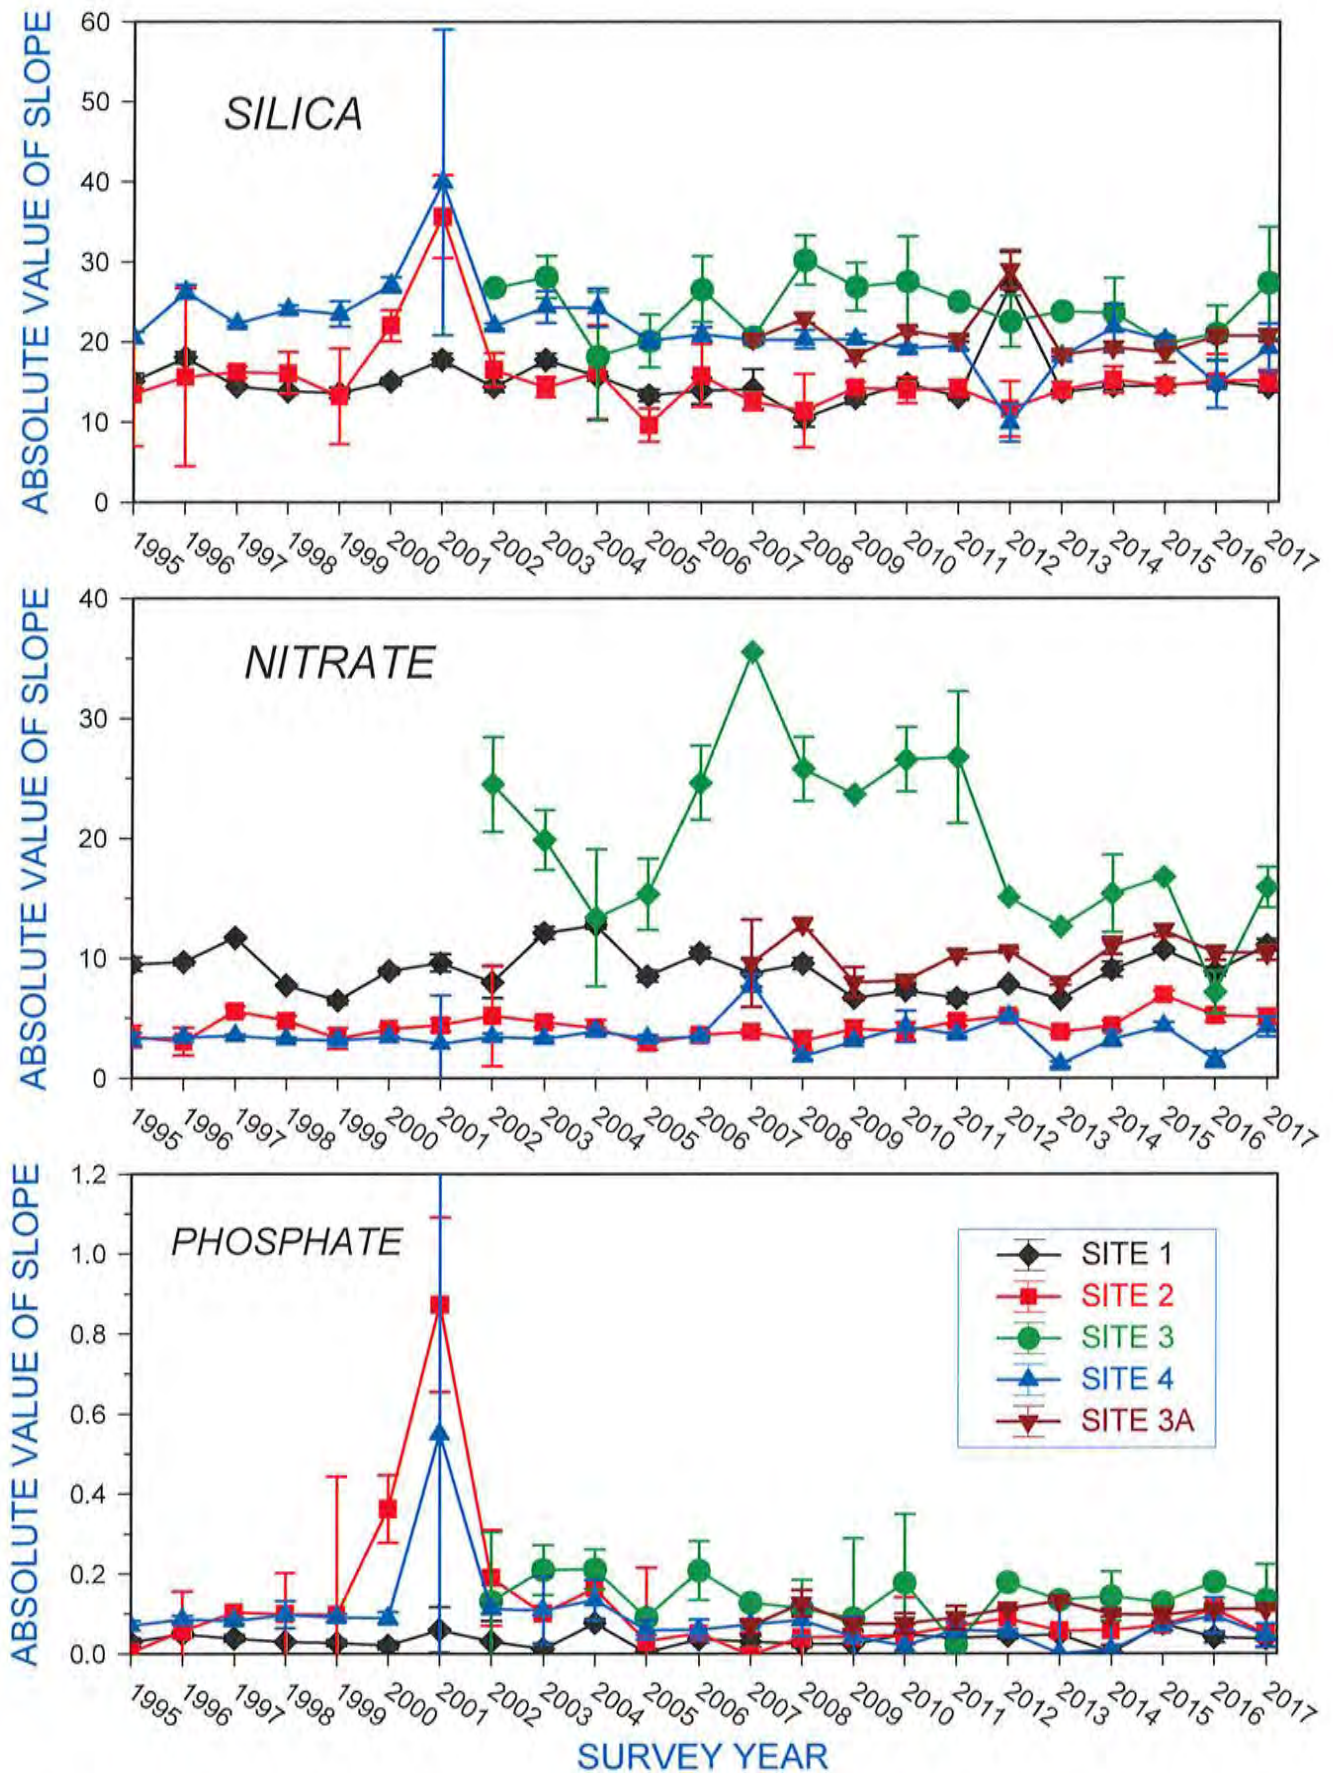 ABSOLUTE VALUE OF SLOPE
60
50
40
30
20
10
0
SILICA
1995 1996 1997 1998 1999 2000 2001 2002 2003 2004 2005 2006 2007 2008 2009 2010 2011 2012 2013 2014 2015 2016 2017
ABSOLUTE VALUE OF SLOPE
40
30
20
10
0
NITRATE
1995 1996 1997 1998 1999 2000 2001 2002 2003 2004 2005 2006 2007 2008 2009 2010 2011 2012 2013 2014 2015 2016 2017
ABSOLUTE VALUE OF SLOPE
1.2
1.0
0.8
0.6
0.4
0.2
0.0
PHOSPHATE
SITE 1
SITE 2
SITE 3
SITE 4
SITE 3A
1995 1996 1997 1998 1999 2000 2001 2002 2003 2004 2005 2006 2007 2008 2009 2010 2011 2012 2013 2014 2015 2016 2017
SURVEY YEAR